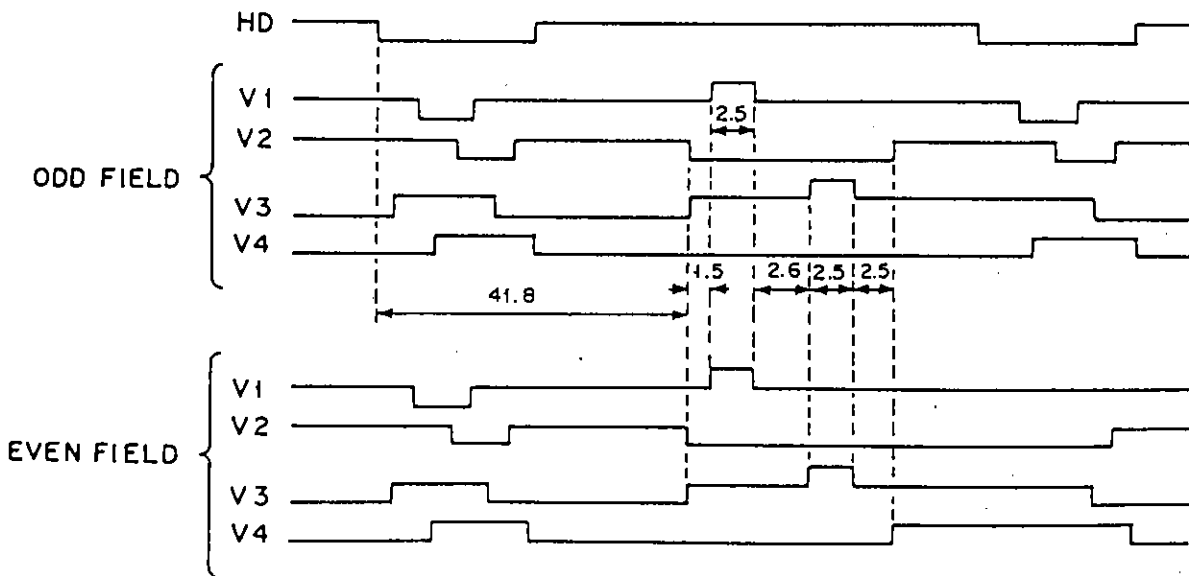 HD
ODD FIELD
V1
2.5
V2
V3
V4
1.5
2.6
2.5
2.5
41.8
EVEN FIELD
V1
V2
V3
V4